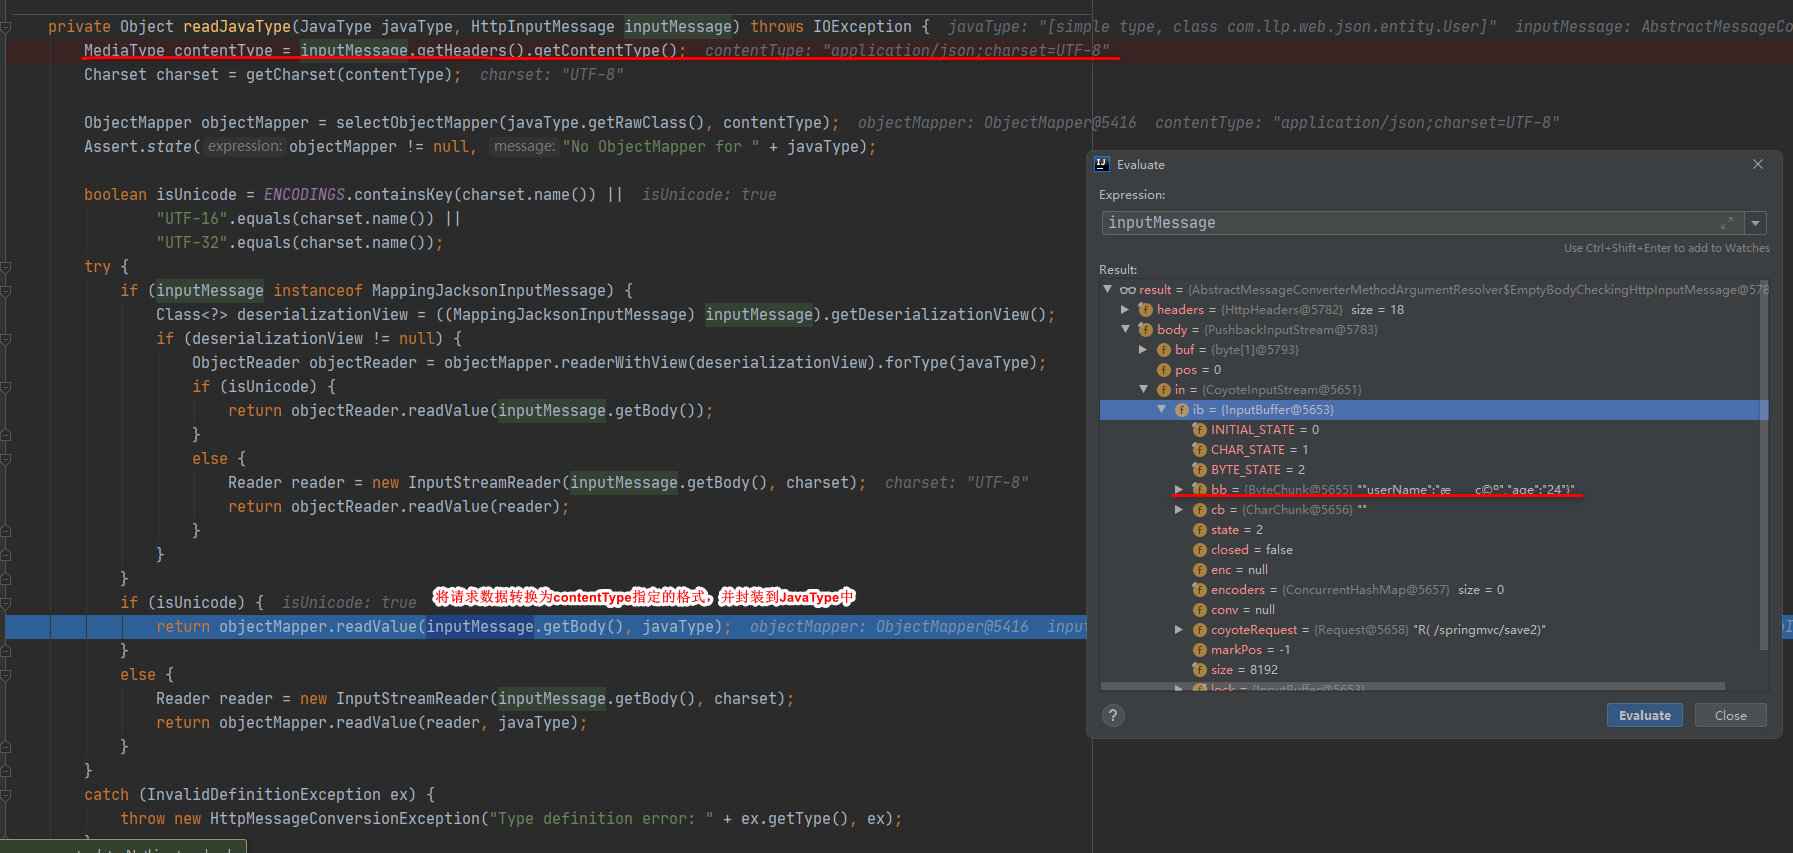 private Object readJavaType(JavaType javaType, HttpInputMessage inputMessage) throws IOException { javaType: "[simple type, class com.llp.web.json.entity.User]" inputMessage: AbstractMessageCo
MediaType contentType = inputMessage.getHeaders().getContentType(); contentType: "application/json;charset=UTF-8"
Charset charset = getCharset(contentType); charset: "UTF-8"
ObjectMapper objectMapper = selectObjectMapper(javaType.getRawClass(), contentType); objectMapper: ObjectMapper@5416 contentType: "application/json;charset=UTF-8"
Assert.state( expression: objectMapper != null, message: "No ObjectMapper for " + javaType);
boolean isUnicode = ENCODINGS.containsKey(charset.name()) || isUnicode: true
"UTF-16".equals(charset.name()) ||
"UTF-32".equals(charset.name());
try {
if (inputMessage instanceof MappingJacksonInputMessage) {
Class<?> deserializationView = ((MappingJacksonInputMessage) inputMessage).getDeserializationView();
if (deserializationView != null) {
ObjectReader objectReader = objectMapper.readerWithView(deserializationView).forType(javaType);
if (isUnicode) {
return objectReader.readValue(inputMessage.getBody());
}
else {
Reader reader = new InputStreamReader(inputMessage.getBody(), charset); charset: "UTF-8"
return objectReader.readValue(reader);
}
}
}
if (isUnicode) { isUnicode: true 将请求数据转换为contentType指定的格式，并封装到JavaType中
return objectMapper.readValue(inputMessage.getBody(), javaType); objectMapper: ObjectMapper@5416 input
}
else {
Reader reader = new InputStreamReader(inputMessage.getBody(), charset);
return objectMapper.readValue(reader, javaType);
}
}
catch (InvalidDefinitionException ex) {
throw new HttpMessageConversionException("Type definition error: " + ex.getType(), ex);
Evaluate
Expression:
inputMessage
Use Ctrl+Shift+Enter to add to Watches
Result:
result = {AbstractMessageConverterMethodArgumentResolver$EmptyBodyCheckingHttpInputMessage@578
headers = {HttpHeaders@5782} size = 18
body = {PushbackInputStream@5783}
buf = {byte[1]@5793}
pos = 0
in = {CoyoteInputStream@5651}
ib = {InputBuffer@5653}
INITIAL_STATE = 0
CHAR_STATE = 1
BYTE_STATE = 2
bb = {ByteChunk@5655} ""userName":"æ c©º","age":"24"}"
cb = {CharChunk@5656} ""
state = 2
closed = false
enc = null
encoders = {ConcurrentHashMap@5657} size = 0
conv = null
coyoteRequest = {Request@5658} "R( /springmvc/save2)"
markPos = -1
size = 8192
lock = {InputBuffer@5653}
? Evaluate Close